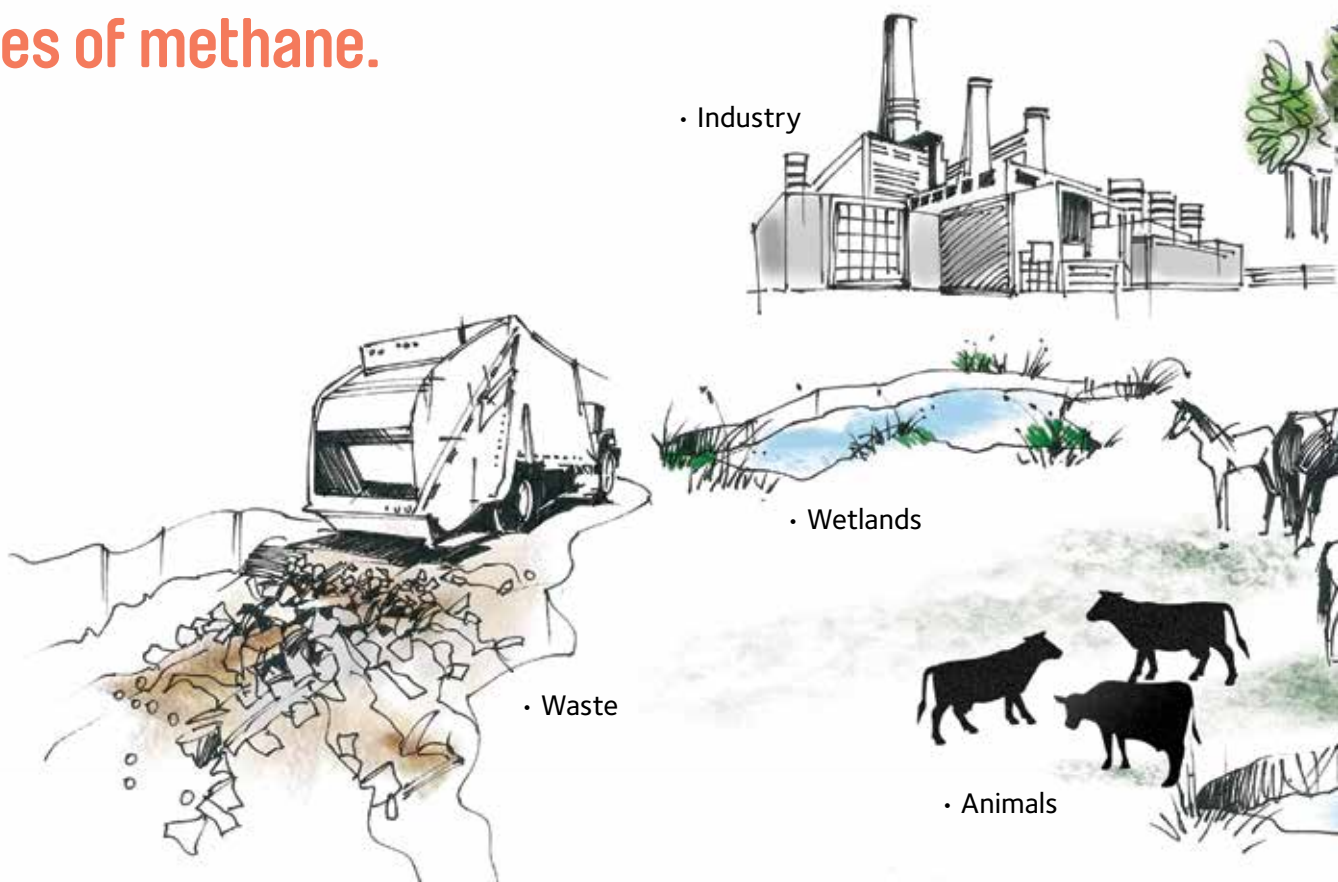 es of methane.
· Industry
· Wetlands
· Waste
· Animals